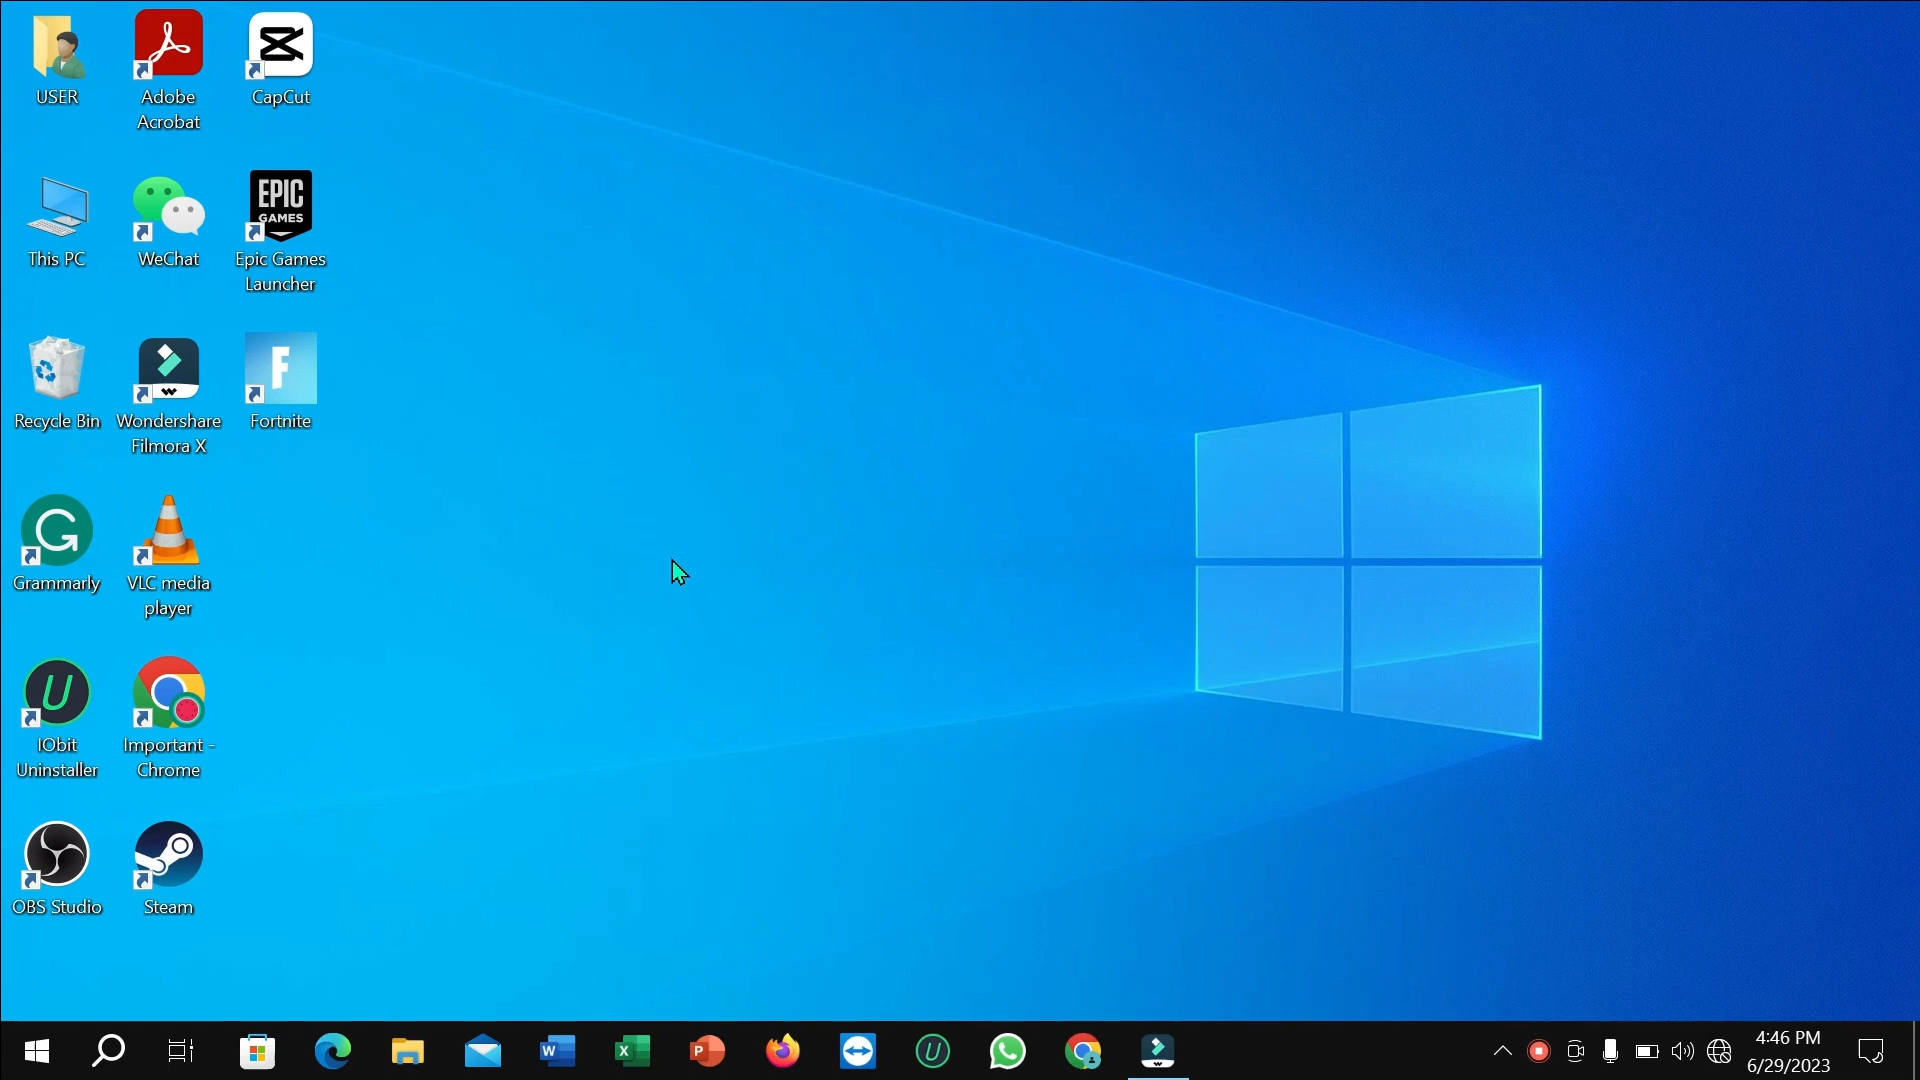 USER
Adobe
Acrobat
CapCut
This PC
WeChat
EPIC
GAMES
Epic Games
Launcher
Recycle Bin
Wondershare
Filmora X
F
Fortnite
G
Grammarly
VLC media
player
U
IObit
Uninstaller
Important -
Chrome
OBS Studio
Steam
W
X
P
U
4:46 PM
6/29/2023